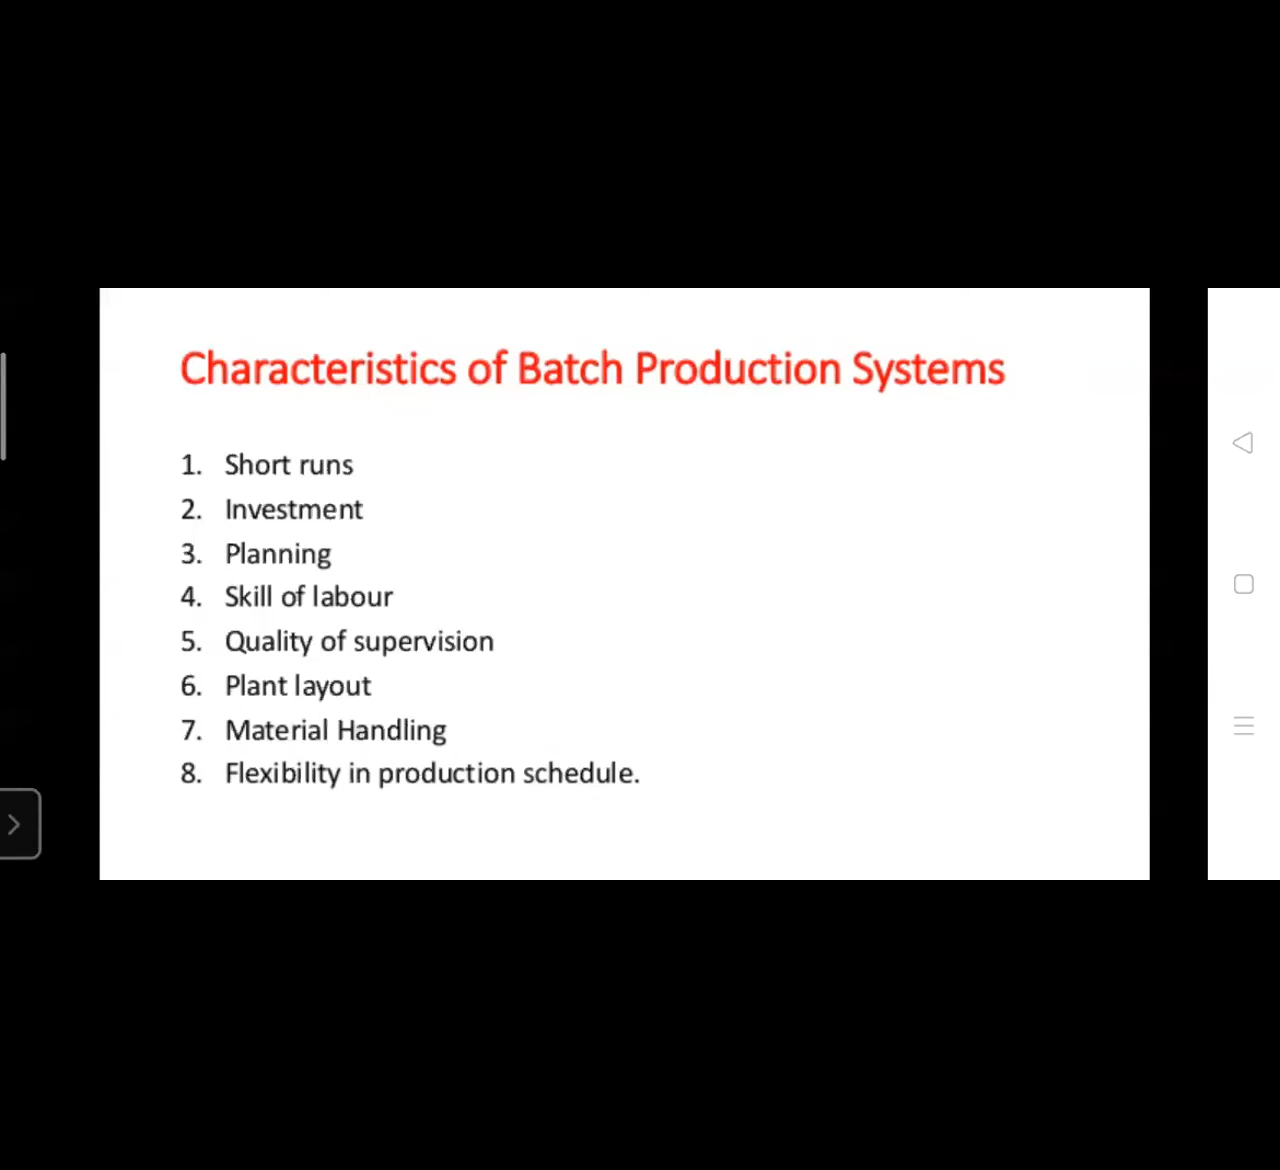 Characteristics of Batch Production Systems
1. Short runs
2. Investment
3. Planning
4. Skill of labour
5. Quality of supervision
6. Plant layout
7. Material Handling
8. Flexibility in production schedule.